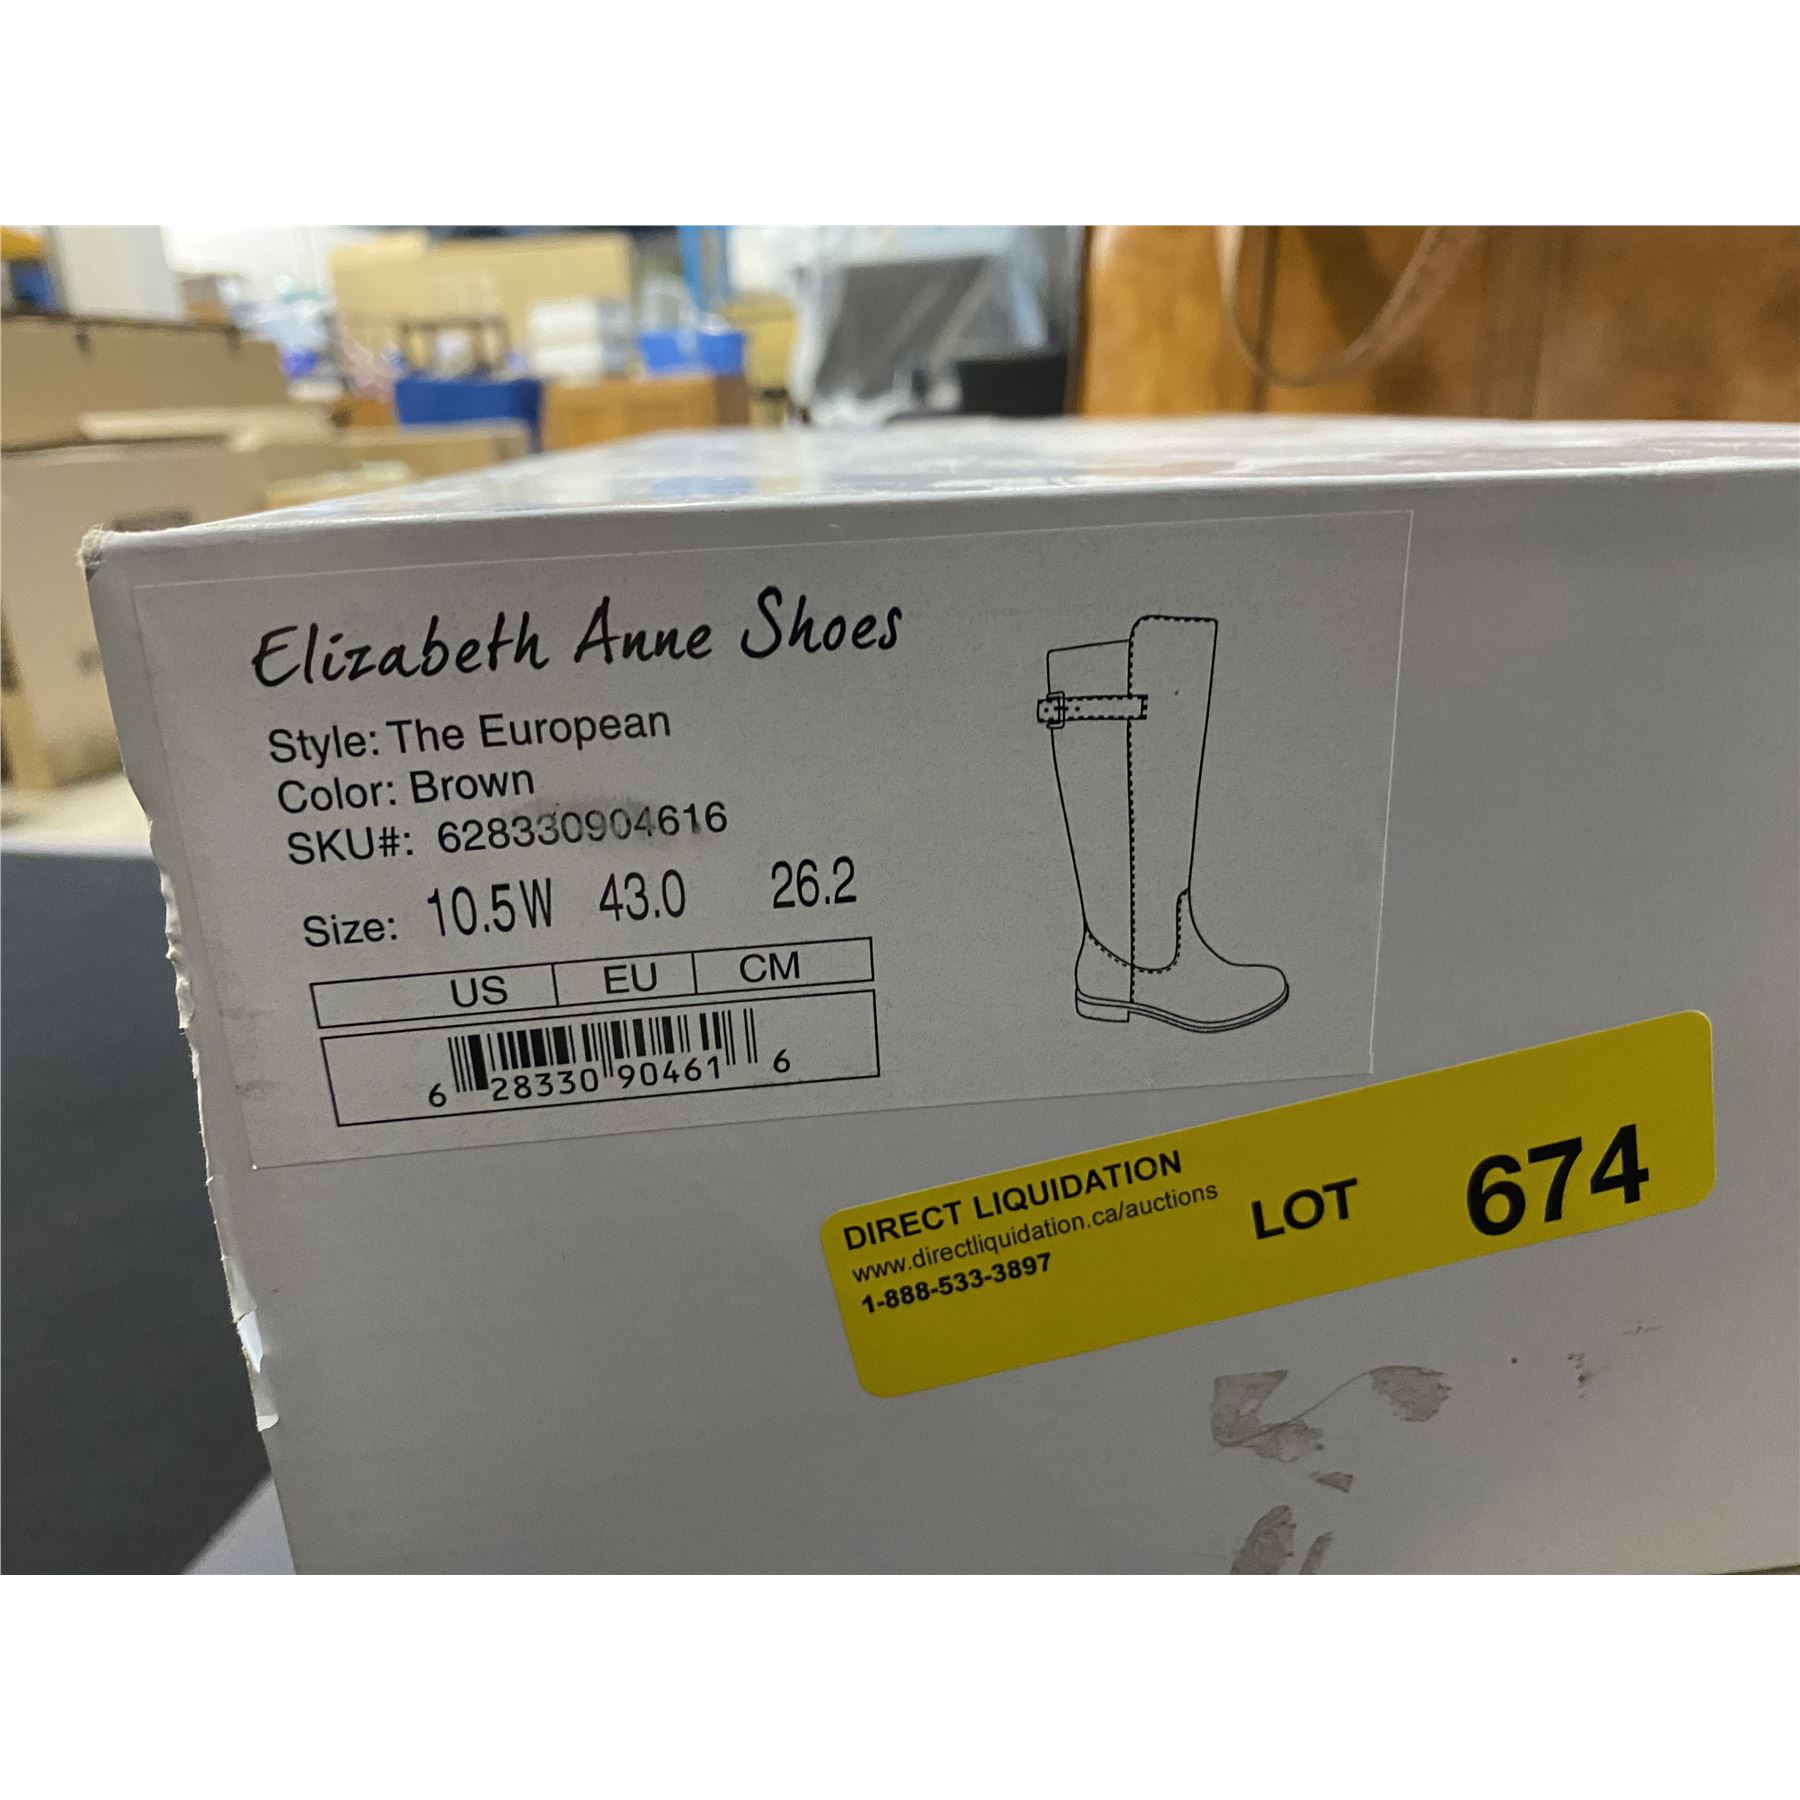 Elizabeth Anne Shoes
Style: The European
Color: Brown
SKU#: 628330904616
Size: 10.5W 43.0 26.2
US EU CM
6 28330 90461 6
DIRECT LIQUIDATION
www.directliquidation.ca/auctions
1-888-533-3897
LOT 674